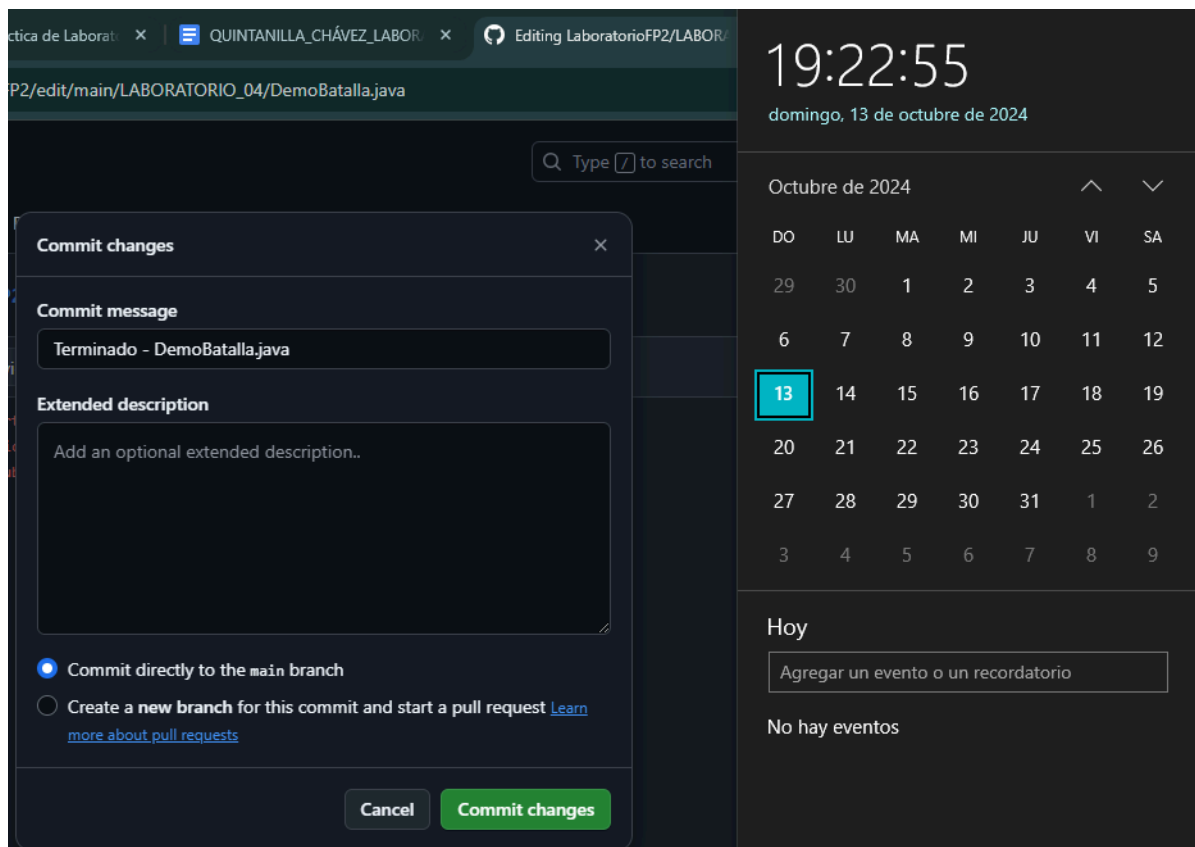 ctica de Laborat
QUINTANILLA_CHÁVEZ_LABOR
Editing LaboratorioFP2/LABOR/
P2/edit/main/LABORATORIO_04/DemoBatalla.java
Type / to search
Commit changes
Commit message
Terminado - DemoBatalla.java
Extended description
Add an optional extended description..
Commit directly to the main branch
Create a new branch for this commit and start a pull request Learn
more about pull requests
Cancel
Commit changes
19:22:55
domingo, 13 de octubre de 2024
Octubre de 2024
DO LU MA MI JU VI SA
29 30 1 2 3 4 5
6 7 8 9 10 11 12
13 14 15 16 17 18 19
20 21 22 23 24 25 26
27 28 29 30 31 1 2
3 4 5 6 7 8 9
Hoy
Agregar un evento o un recordatorio
No hay eventos